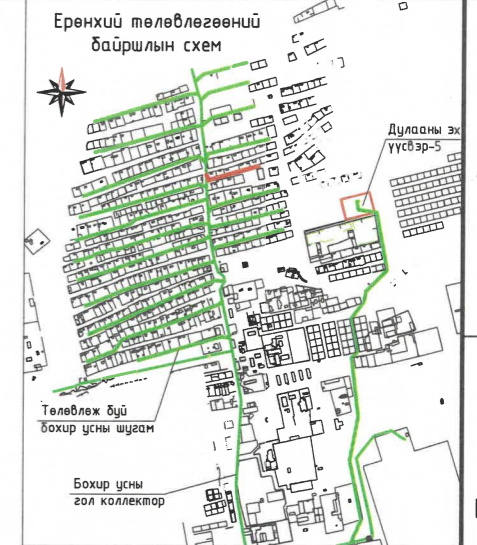 Ерөнхий төлөвлөгөөний
байршлын схем
Дулааны эх
үүсвэр-5
Төлөвлөж буй
бохир усны шугам
Бохир усны
гол коллектор